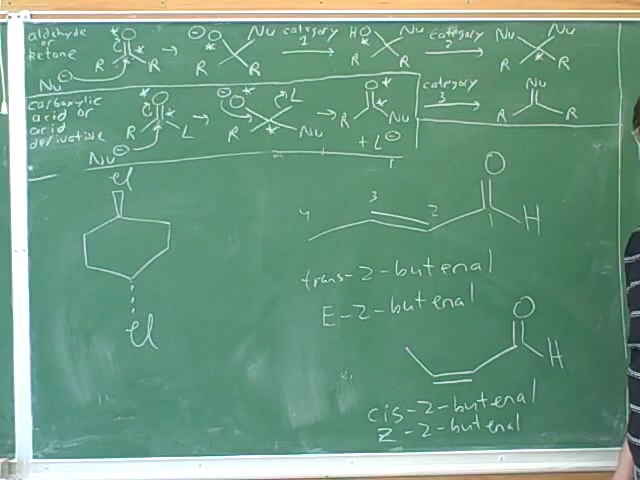 aldehyde or ketone
O
R
R
Nu⊖
⊖O
Nu
R
R
category 1
HO
Nu
R
R
category 2
Nu
Nu
R
R
category 3
Nu
R
R
carboxylic acid or acid derivative
O
R
L
Nu⊖
⊖O
L
R
Nu
O
R
Nu
+ L⊖
Cl
Cl
4
3
2
1
O
H
trans-2-butenal
E-2-butenal
O
H
cis-2-butenal
Z-2-butenal